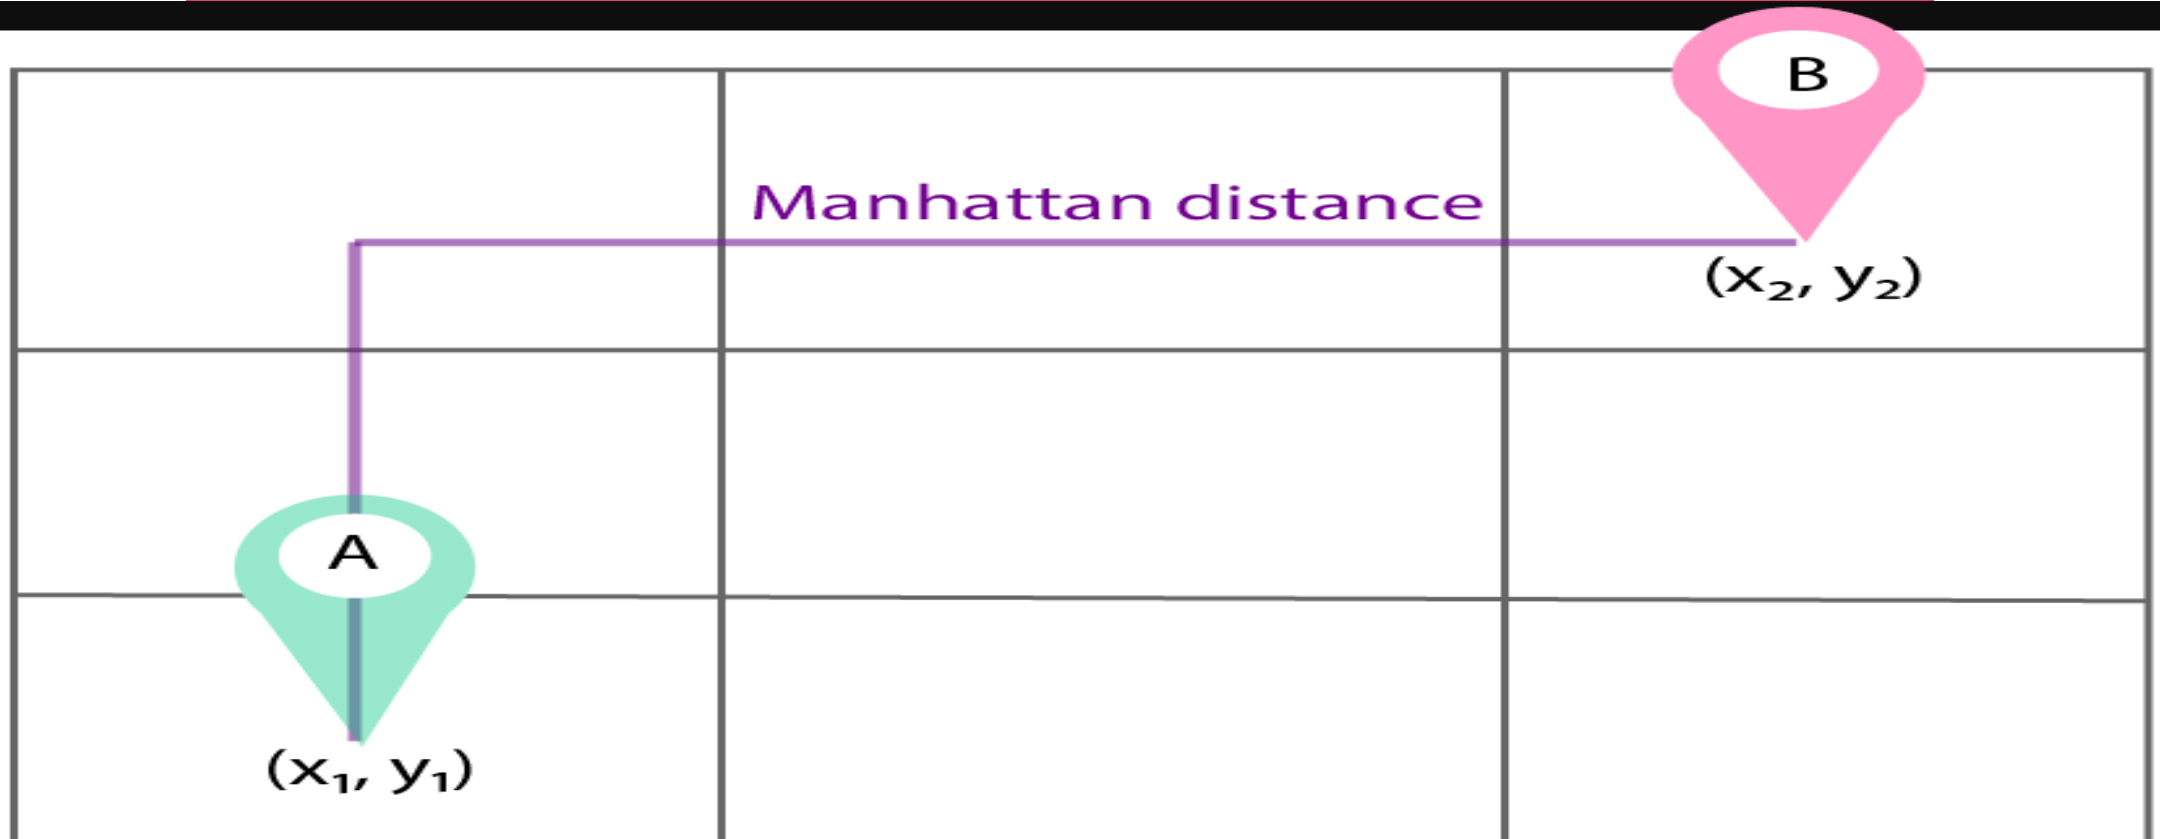 B
Manhattan distance
(x₂, y₂)
A
(x₁, y₁)